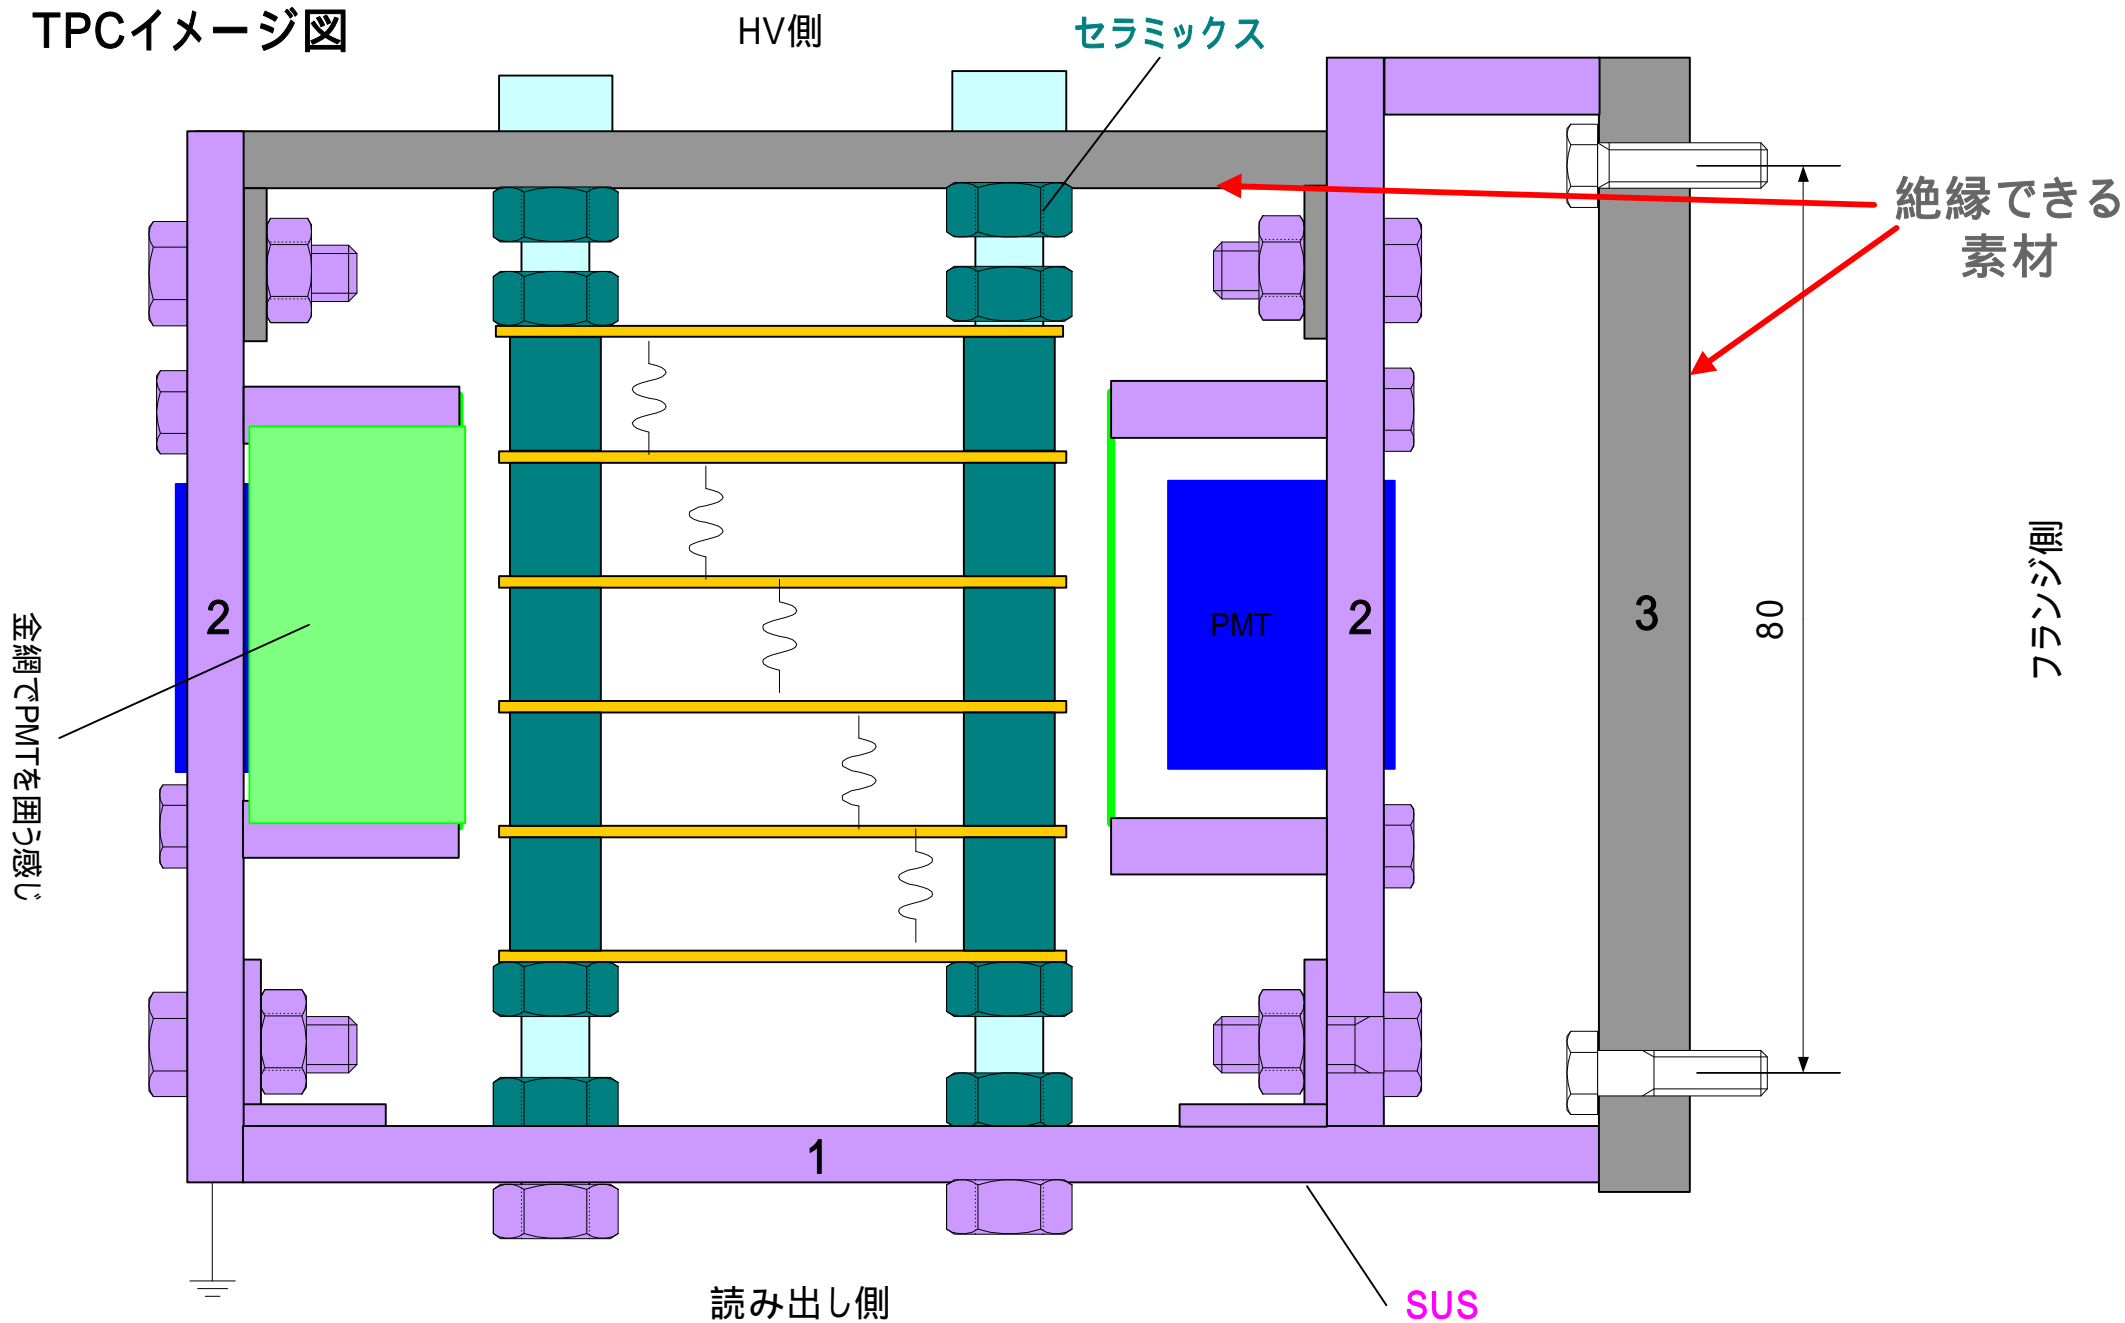 TPCイメージ図
HV側
セラミックス
絶縁できる
素材
フランジ側
80
金網でPMTを囲う感じ
2
PMT
2
3
1
読み出し側
SUS